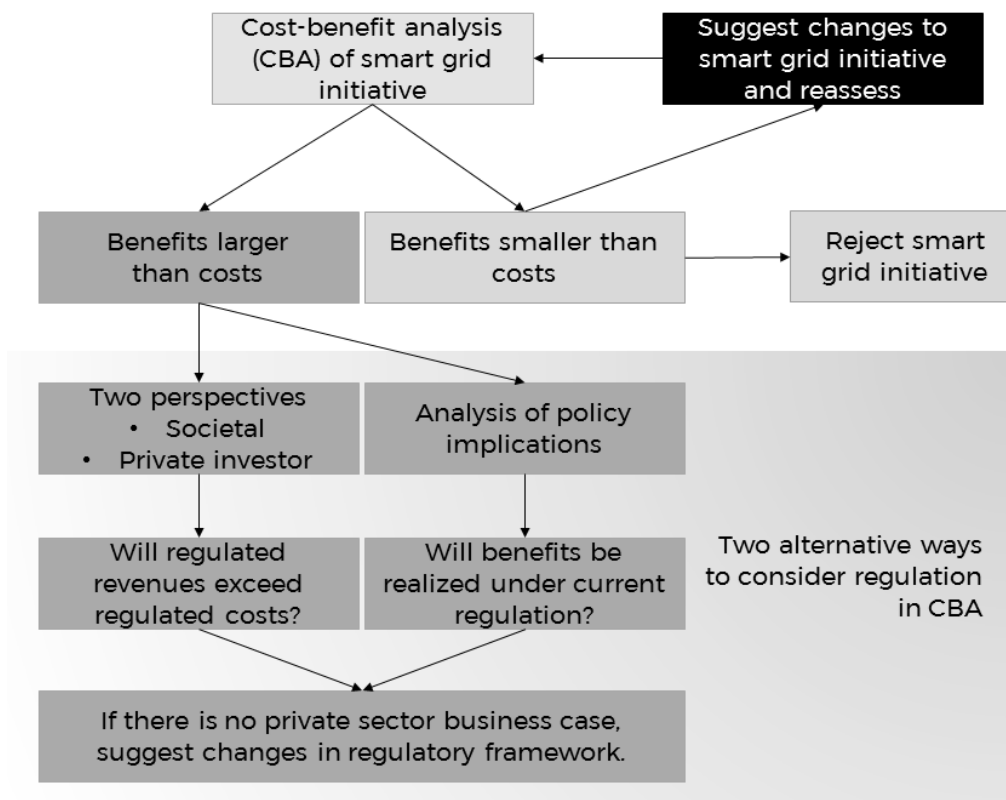 Cost-benefit analysis
(CBA) of smart grid
initiative
Suggest changes to
smart grid initiative
and reassess
Benefits larger
than costs
Benefits smaller than
costs
Reject smart
grid initiative
Two perspectives
• Societal
• Private investor
Analysis of policy
implications
Will regulated
revenues exceed
regulated costs?
Will benefits be
realized under current
regulation?
Two alternative ways
to consider regulation
in CBA
If there is no private sector business case,
suggest changes in regulatory framework.